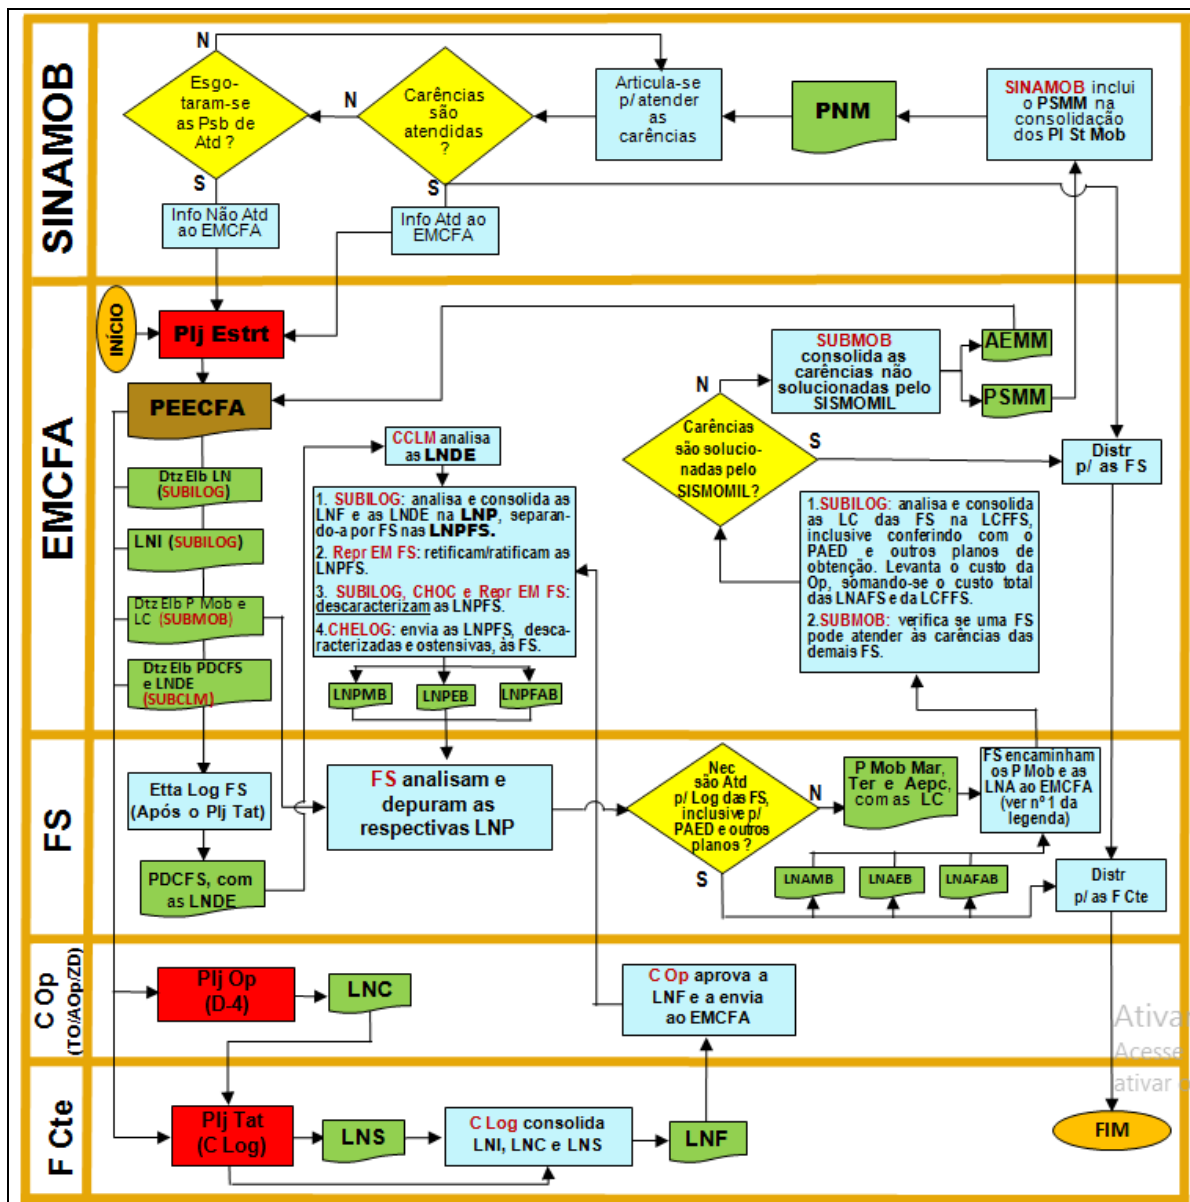 SINAMOB
N
Esgo-
taram-se
as Psb de
Atd ?
S
Info Não Atd
ao EMCFA
N
Carências
são
atendidas
?
S
Info Atd ao
EMCFA
Articula-se
p/ atender
as
carências
PNM
SINAMOB inclui
o PSMM na
consolidação
dos Pl St Mob
EMCFA
INÍCIO
Plj Estrt
PEECFA
Dtz Elb LN
(SUBILOG)
LNI (SUBILOG)
Dtz Elb P Mob e
LC (SUBMOB)
Dtz Elb PDCFS
e LNDE
(SUBCLM)
CCLM analisa
as LNDE
1. SUBILOG: analisa e consolida as
LNF e as LNDE na LNP, separan-
do-a por FS nas LNPFS.
2. Repr EM FS: retificam/ratificam as
LNPFS.
3. SUBILOG, CHOC e Repr EM FS:
descaracterizam as LNPFS.
4.CHELOG: envia as LNPFS, desca-
racterizadas e ostensivas, às FS.
LNPMB
LNPEB
LNPFAB
SUBMOB
consolida as
carências não
solucionadas pelo
SISMOMIL
AEMM
PSMM
N
Carências
são solucio-
nadas pelo
SISMOMIL?
S
Distr
p/ as FS
1.SUBILOG: analisa e consolida
as LC das FS na LCFFS,
inclusive conferindo com o
PAED e outros planos de
obtenção. Levanta o custo da
Op, somando-se o custo total
das LNAFS e da LCFFS.
2.SUBMOB: verifica se uma FS
pode atender às carências das
demais FS.
FS
Etta Log FS
(Após o Plj Tat)
PDCFS, com
as LNDE
FS analisam e
depuram as
respectivas LNP
Nec
são Atd
p/ Log das FS,
inclusive p/
PAED e outros
planos ?
N
S
P Mob Mar,
Ter e Aepc,
com as LC
FS encaminham
os P Mob e as
LNA ao EMCFA
(ver nº 1 da
legenda)
LNAMB
LNAEB
LNAFAB
Distr
p/ as F Cte
C Op
(TO/AOp/ZD)
Plj Op
(D-4)
LNC
C Op aprova a
LNF e a envia
ao EMCFA
F Cte
Plj Tat
(C Log)
LNS
C Log consolida
LNI, LNC e LNS
LNF
FIM
Ativa
Acesse
ativar